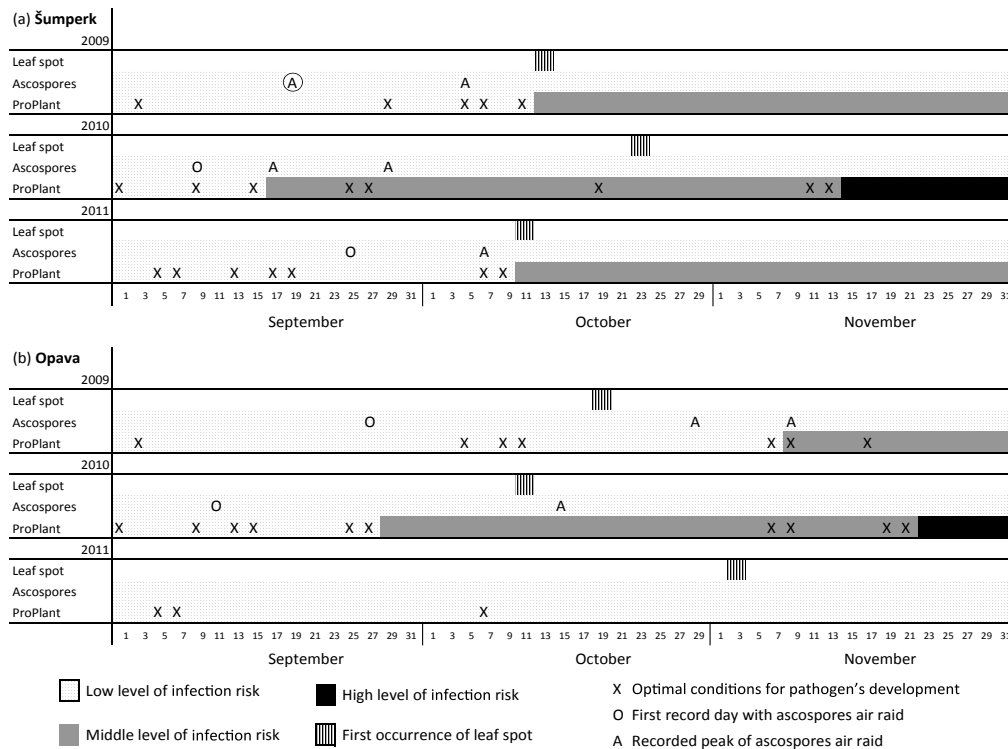 (a) Šumperk
2009
Leaf spot
Ascospores A A
ProPlant X X X X X
2010
Leaf spot
Ascospores O A A
ProPlant X X X X X X X X
2011
Leaf spot
Ascospores O A
ProPlant X X X X X X X
1 3 5 7 9 11 13 15 17 19 21 23 25 27 29 31 1 3 5 7 9 11 13 15 17 19 21 23 25 27 29 1 3 5 7 9 11 13 15 17 19 21 23 25 27 29 31
September October November
(b) Opava
2009
Leaf spot
Ascospores O A A
ProPlant X X X X X X X
2010
Leaf spot
Ascospores O A
ProPlant X X X X X X X X X X
2011
Leaf spot
Ascospores
ProPlant X X X
1 3 5 7 9 11 13 15 17 19 21 23 25 27 29 31 1 3 5 7 9 11 13 15 17 19 21 23 25 27 29 1 3 5 7 9 11 13 15 17 19 21 23 25 27 29 31
September October November
Low level of infection risk High level of infection risk X Optimal conditions for pathogen's development
O First record day with ascospores air raid
Middle level of infection risk First occurrence of leaf spot A Recorded peak of ascospores air raid